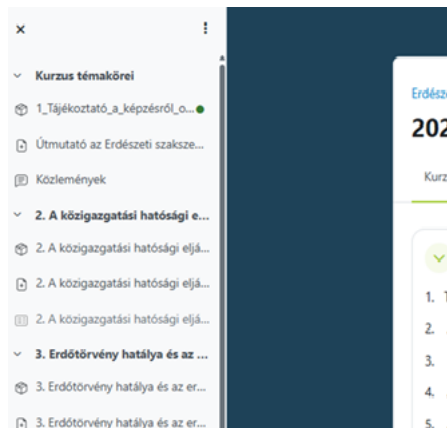 Kurzus témakörei
1_Tájékoztató_a_képzésről_o...
Útmutató az Erdészeti szaksze...
Közlemények
2. A közigazgatási hatósági e...
2. A közigazgatási hatósági eljá...
2. A közigazgatási hatósági eljá...
2. A közigazgatási hatósági eljá...
3. Erdőtörvény hatálya és az ...
3. Erdőtörvény hatálya és az er...
3. Erdőtörvény hatálya és az er...
Erdész
202
Kurz
1. T
2.
3.
4.
5.